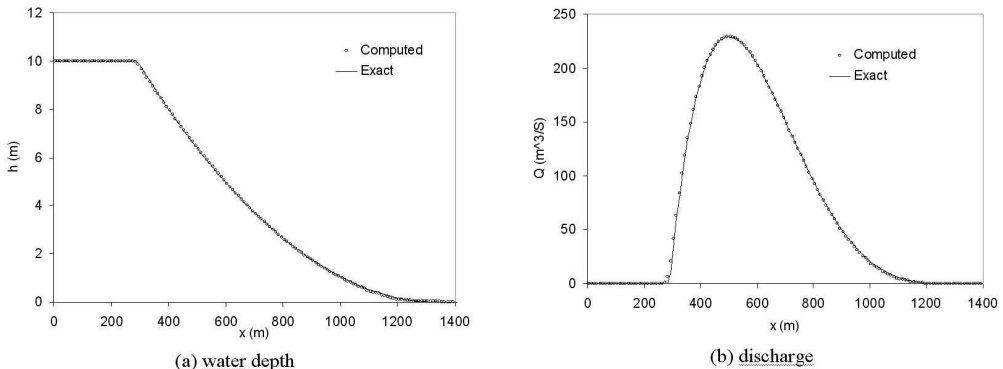 12
10
8
6
4
2
0
h (m)
Computed
Exact
0 200 400 600 800 1000 1200 1400
x (m)
(a) water depth
250
200
150
100
50
0
Q (m^3/S)
Computed
Exact
0 200 400 600 800 1000 1200 1400
x (m)
(b) discharge